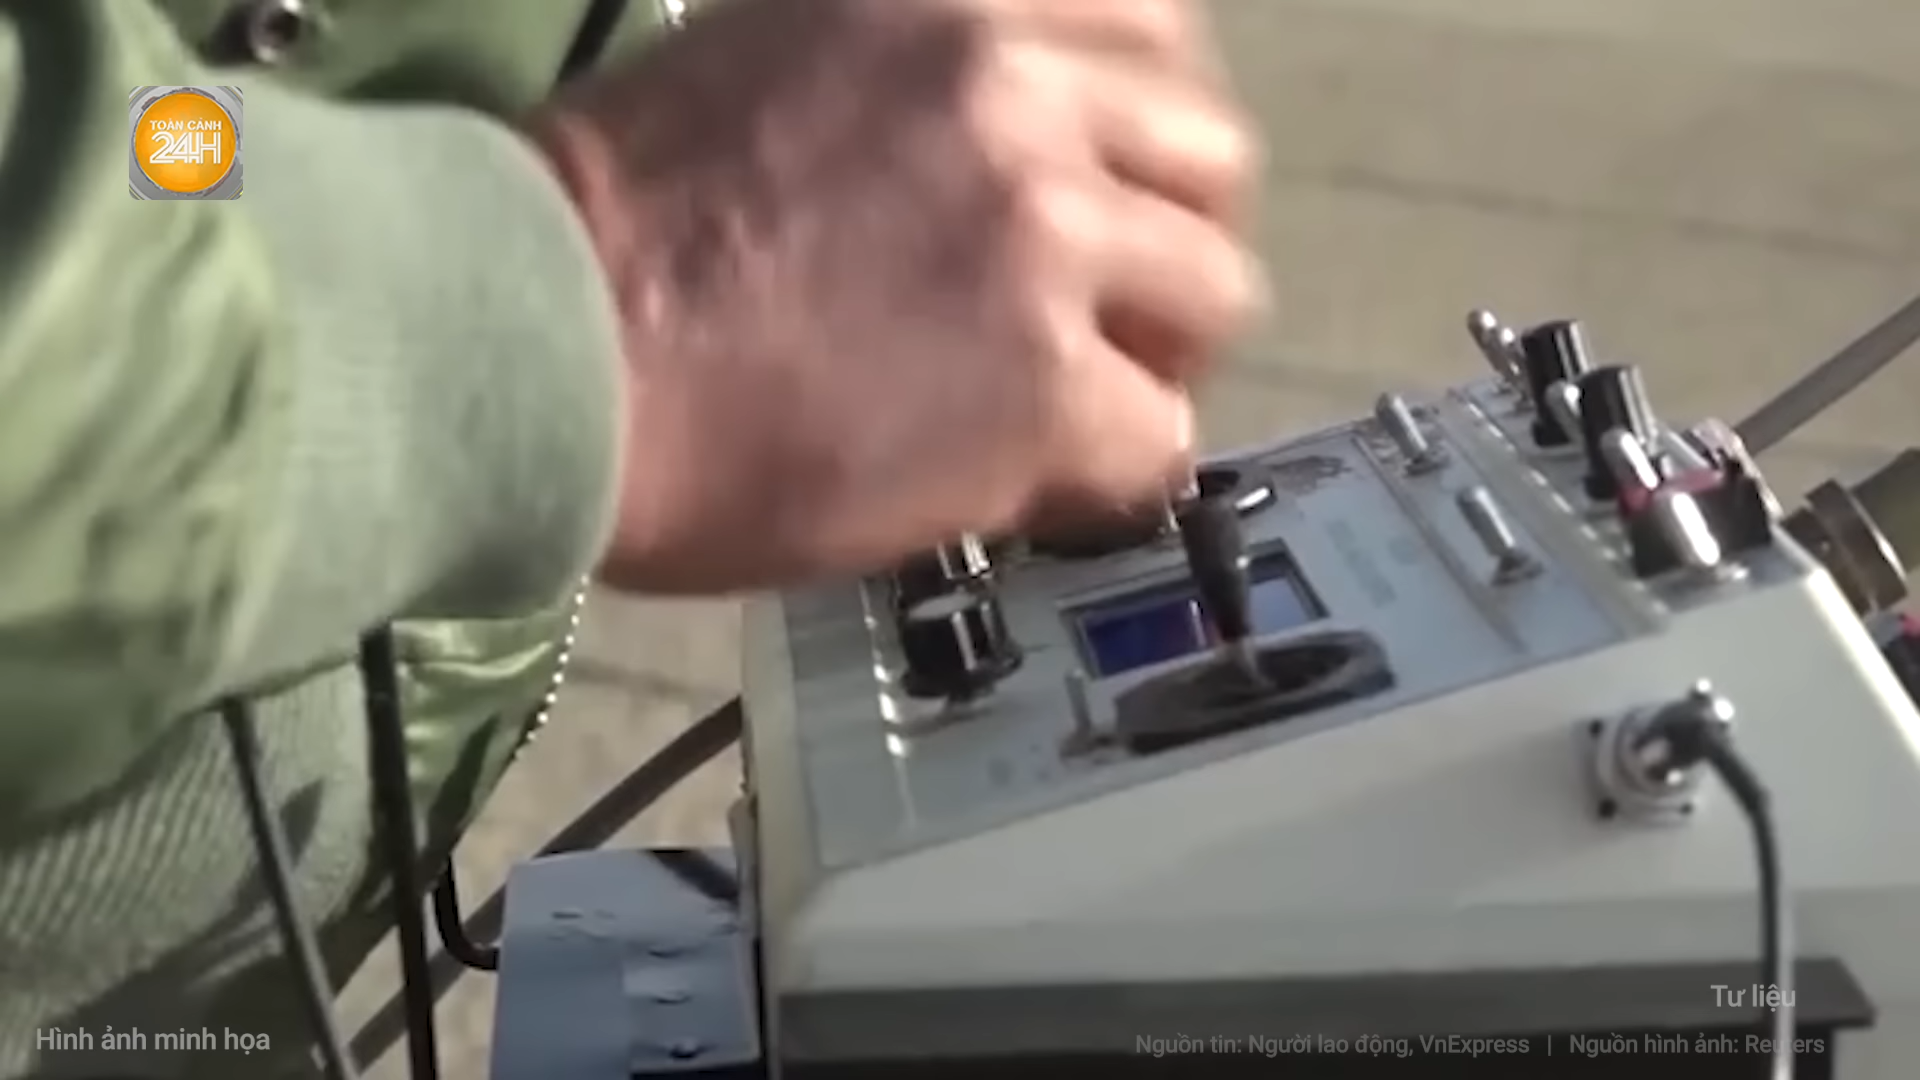 TOÀN CẢNH
24H
Tư liệu
Hình ảnh minh họa
Nguồn tin: Người lao động, VnExpress | Nguồn hình ảnh: Reuters